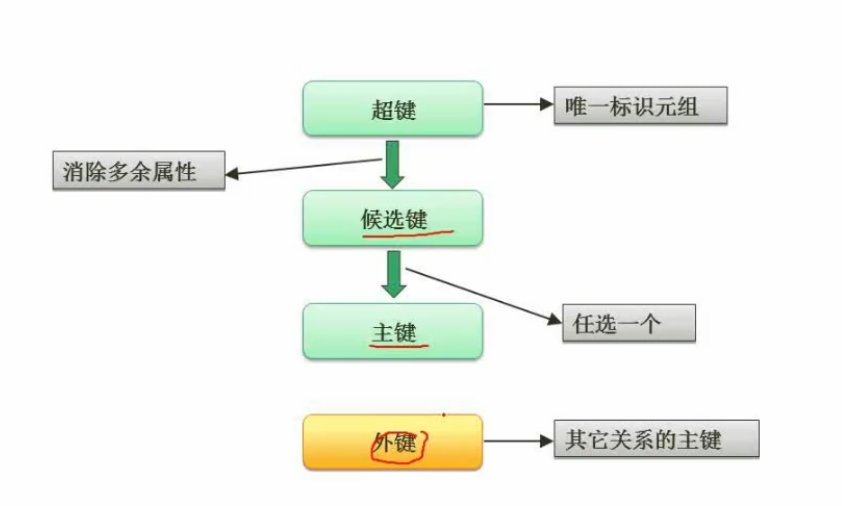 超键
唯一标识元组
消除多余属性
候选键
主键
任选一个
外键
其它关系的主键